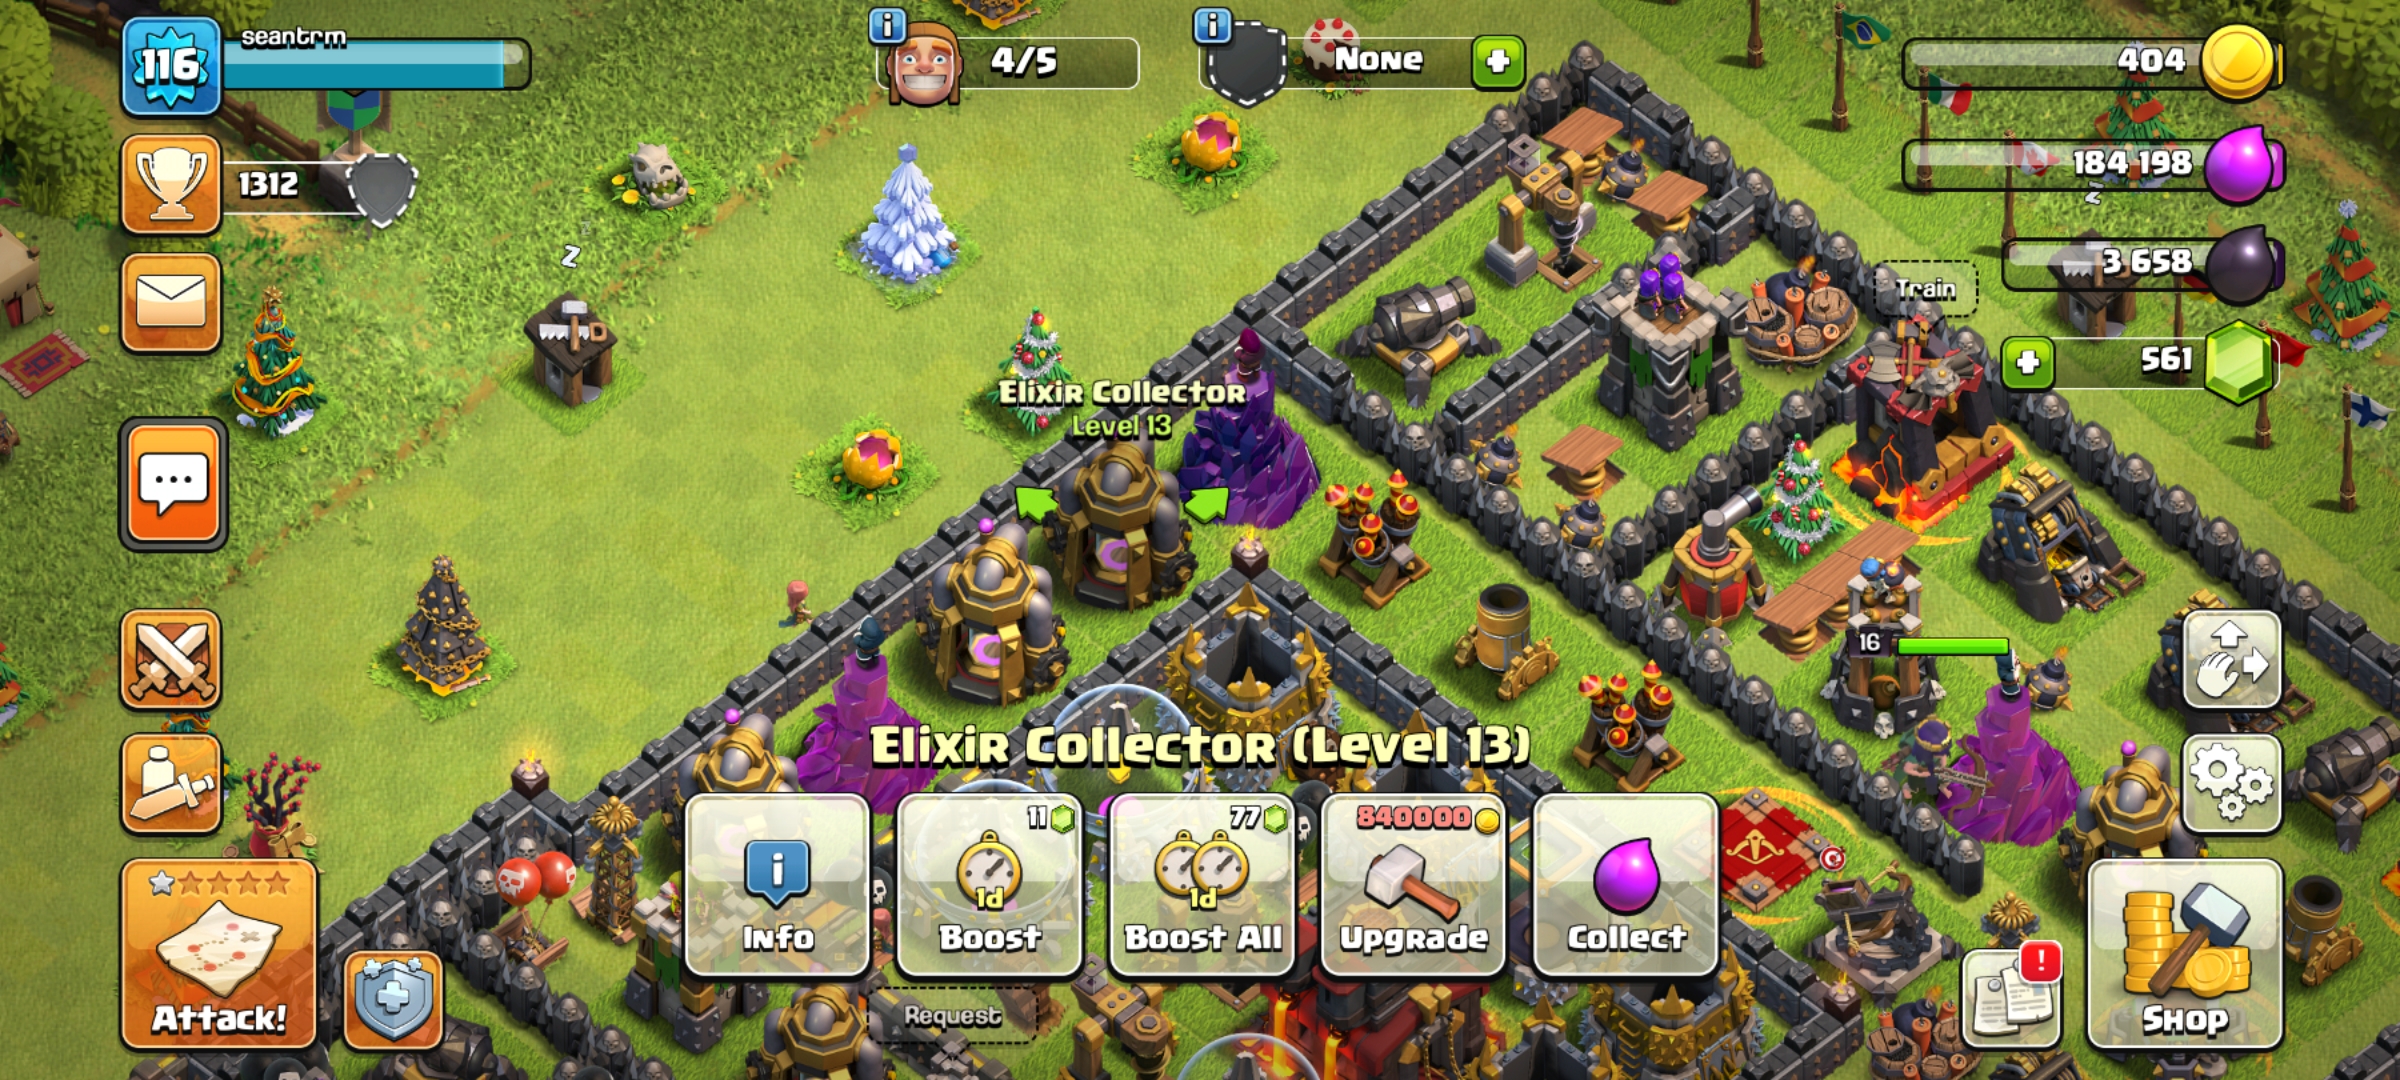 116
seantrm
4/5
None
404
1312
184 198
3 658
Train
561
z
z
Elixir Collector
Level 13
16
Elixir Collector (Level 13)
11
77
840000
1d
1d
Info
Boost
Boost All
Upgrade
Collect
Attack!
Request
!
Shop